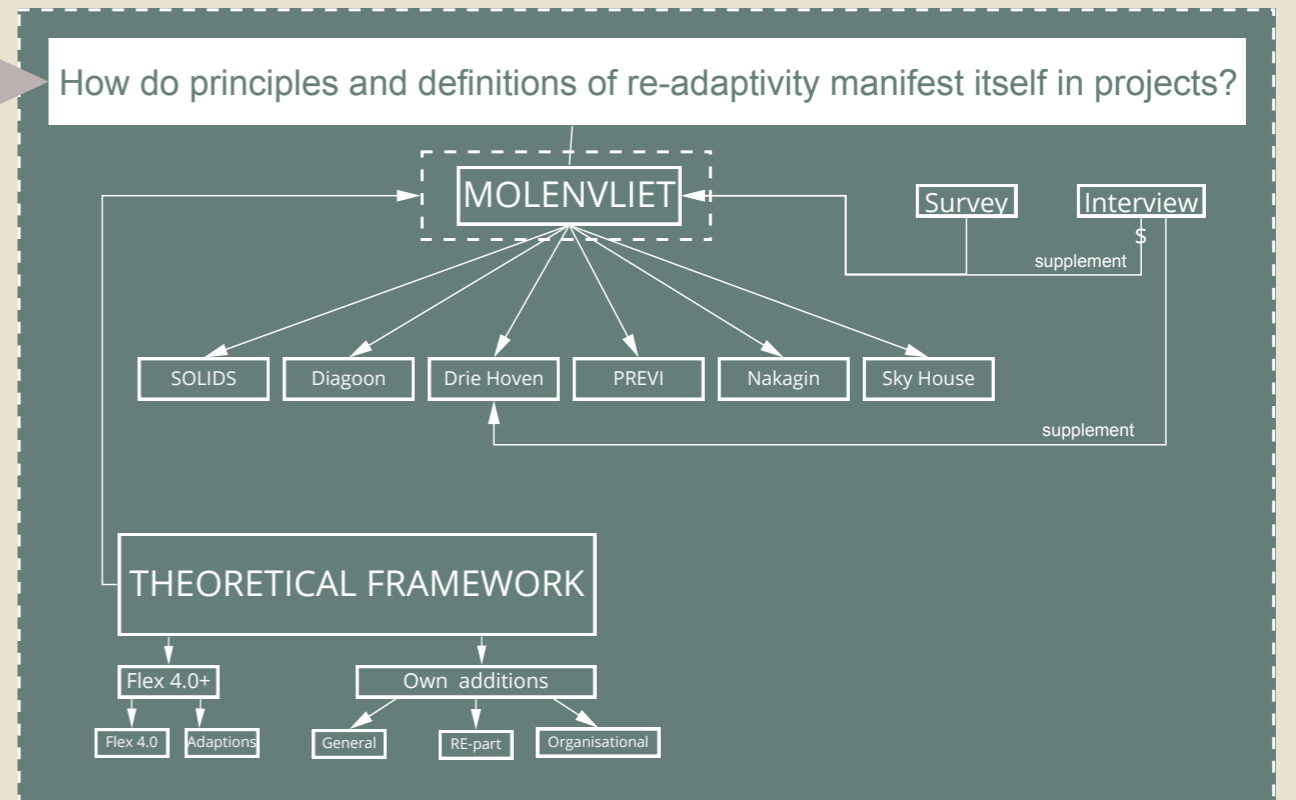 How do principles and definitions of re-adaptivity manifest itself in projects?
MOLENVLIET
Survey
Interview
s
supplement
SOLIDS
Diagoon
Drie Hoven
PREVI
Nakagin
Sky House
supplement
THEORETICAL FRAMEWORK
Flex 4.0+
Own additions
Flex 4.0
Adaptions
General
RE-part
Organisational